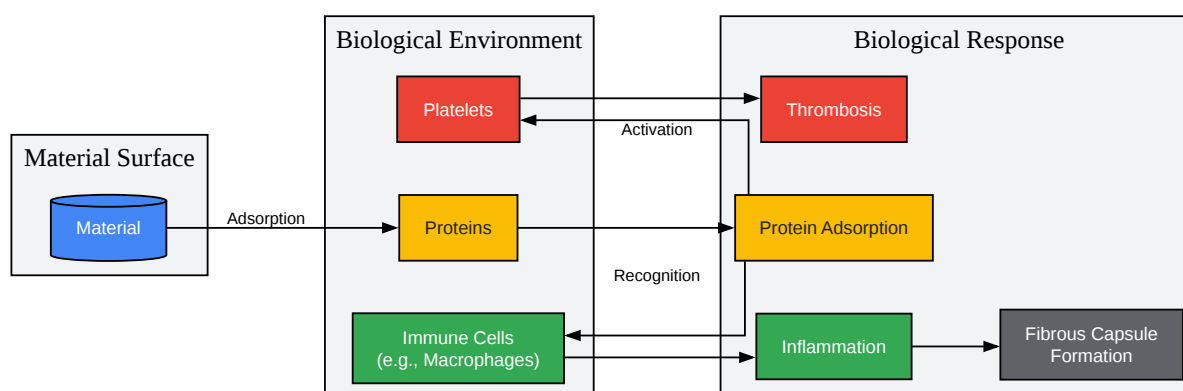 Biological Environment
Biological Response
Platelets
Thrombosis
Activation
Material Surface
Material
Adsorption
Proteins
Protein Adsorption
Recognition
Immune Cells
(e.g., Macrophages)
Inflammation
Fibrous Capsule
Formation